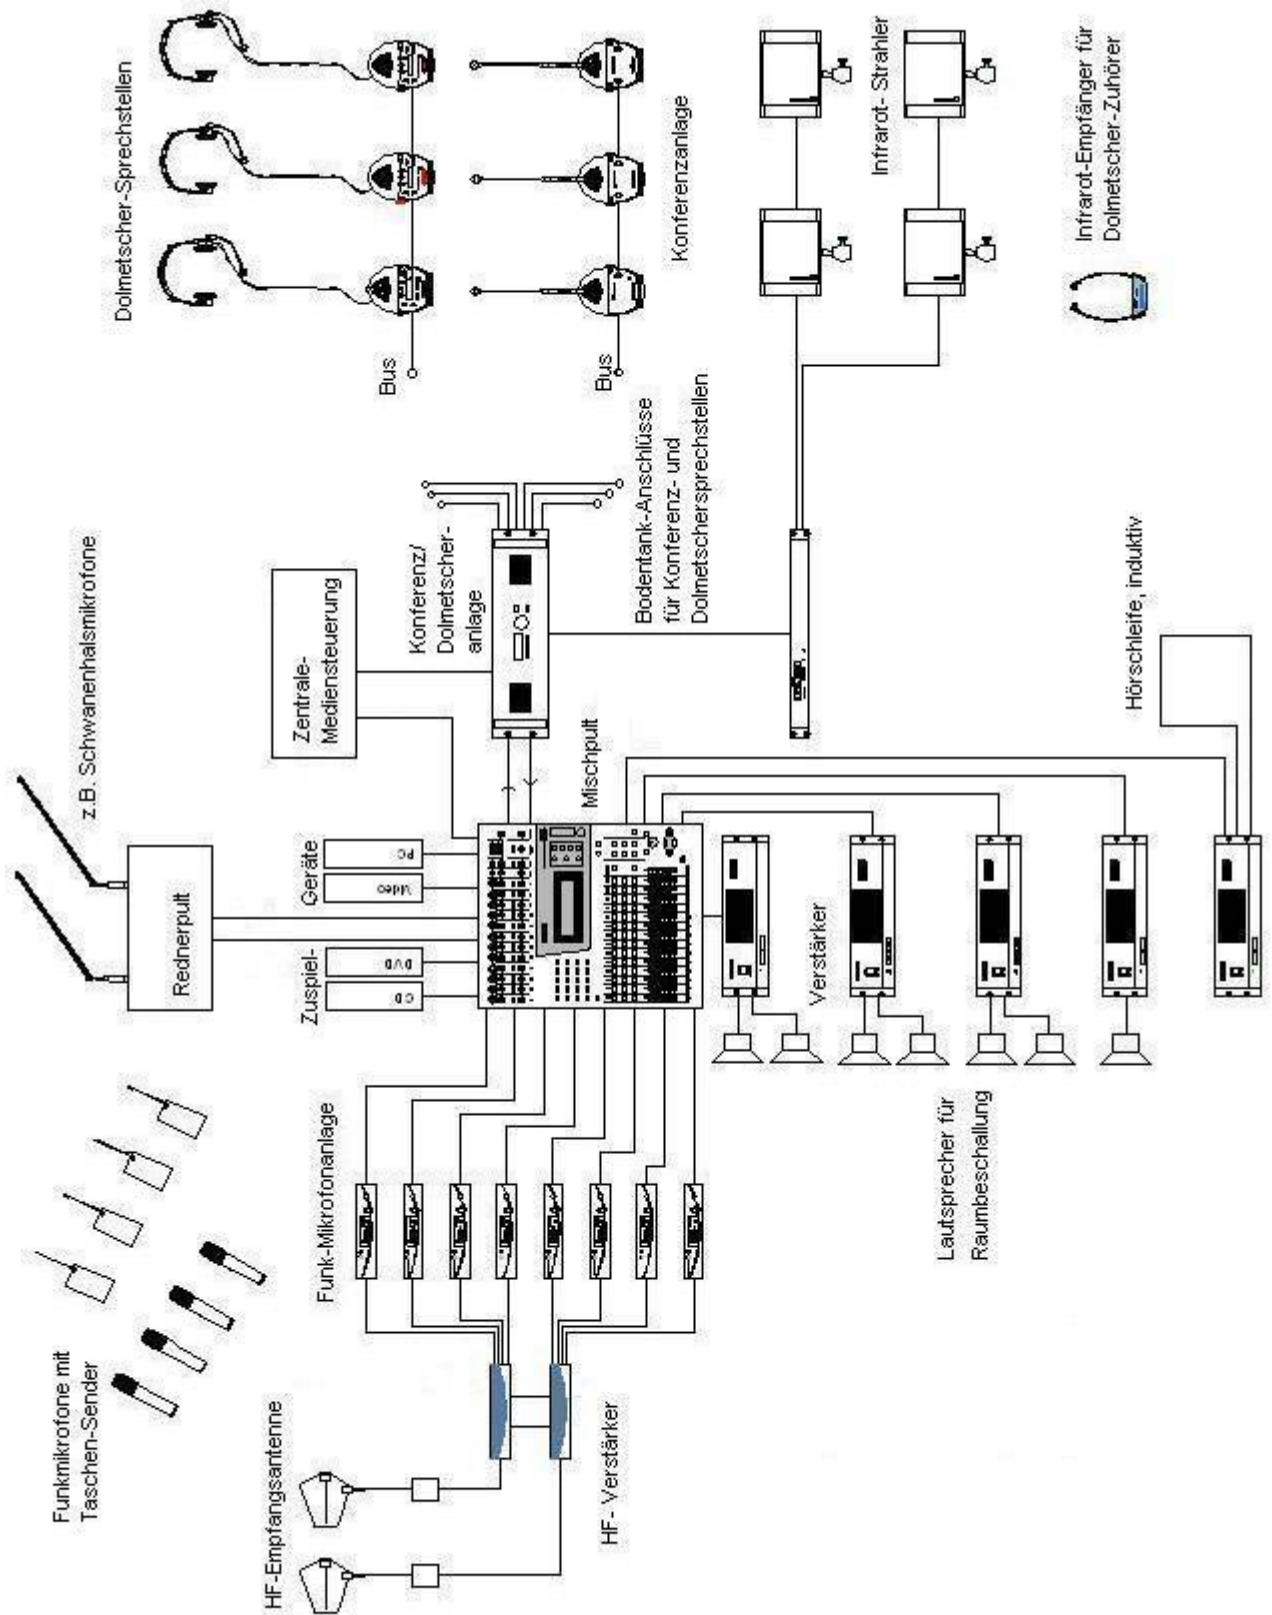 Funkmikrofone mit
Taschen-Sender
HF-Empfangsantenne
HF- Verstärker
Funk-Mikrofonanlage
z.B. Schwanenhalsmikrofone
Rednerpult
Zuspiel-
Geräte
CD
DVD
Video
PC
Zentrale-
Mediensteuerung
Mischpult
Konferenz/
Dolmetscher-
anlage
Bodentank-Anschlüsse
für Konferenz- und
Dolmetschersprechstellen
Dolmetscher-Sprechstellen
Bus
Konferenzanlage
Bus
Infrarot- Strahler
Infrarot-Empfänger für
Dolmetscher-Zuhörer
Verstärker
Lautsprecher für
Raumbeschallung
Hörschleife, induktiv